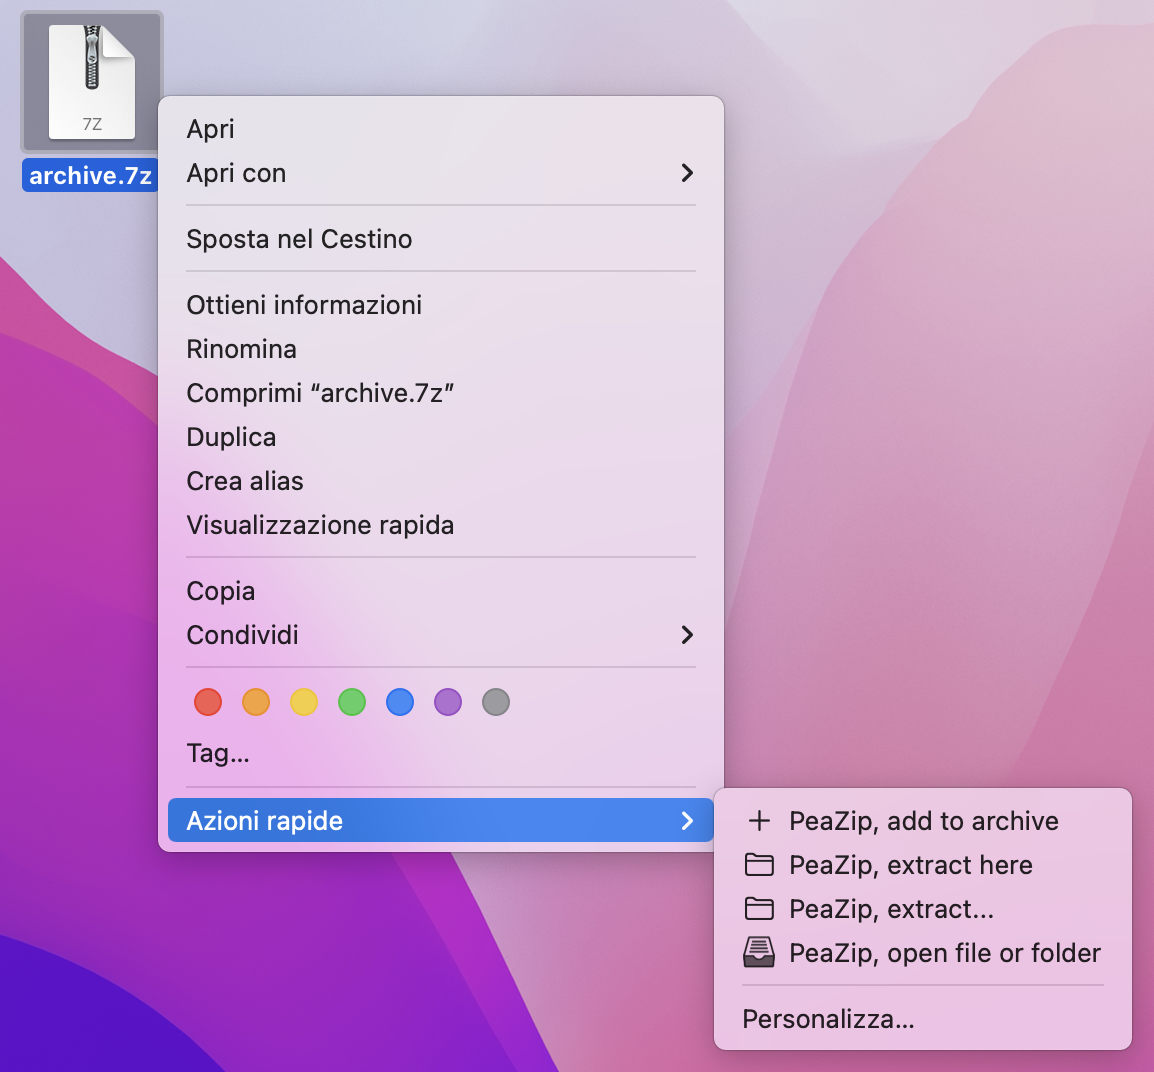 7Z
archive.7z
Apri
Apri con
Sposta nel Cestino
Ottieni informazioni
Rinomina
Comprimi “archive.7z”
Duplica
Crea alias
Visualizzazione rapida
Copia
Condividi
Tag...
Azioni rapide
PeaZip, add to archive
PeaZip, extract here
PeaZip, extract...
PeaZip, open file or folder
Personalizza...